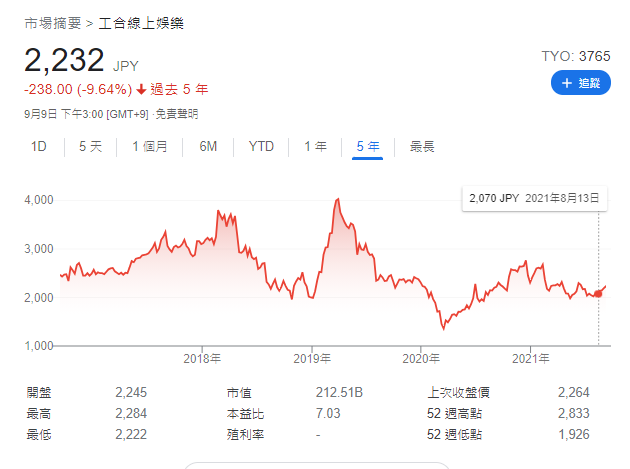 市場摘要 > 工合線上娛樂
2,232 JPY
TYO: 3765
-238.00 (-9.64%) 過去 5 年
+ 追蹤
9月9日 下午3:00 [GMT+9] · 免責聲明
1D 5 天 1 個月 6M YTD 1 年 5 年 最長
2,070 JPY 2021年8月13日
4,000
3,000
2,000
1,000
2018年 2019年 2020年 2021年
開盤 2,245 市值 212.51B 上次收盤價 2,264
最高 2,284 本益比 7.03 52 週高點 2,833
最低 2,222 殖利率 - 52 週低點 1,926